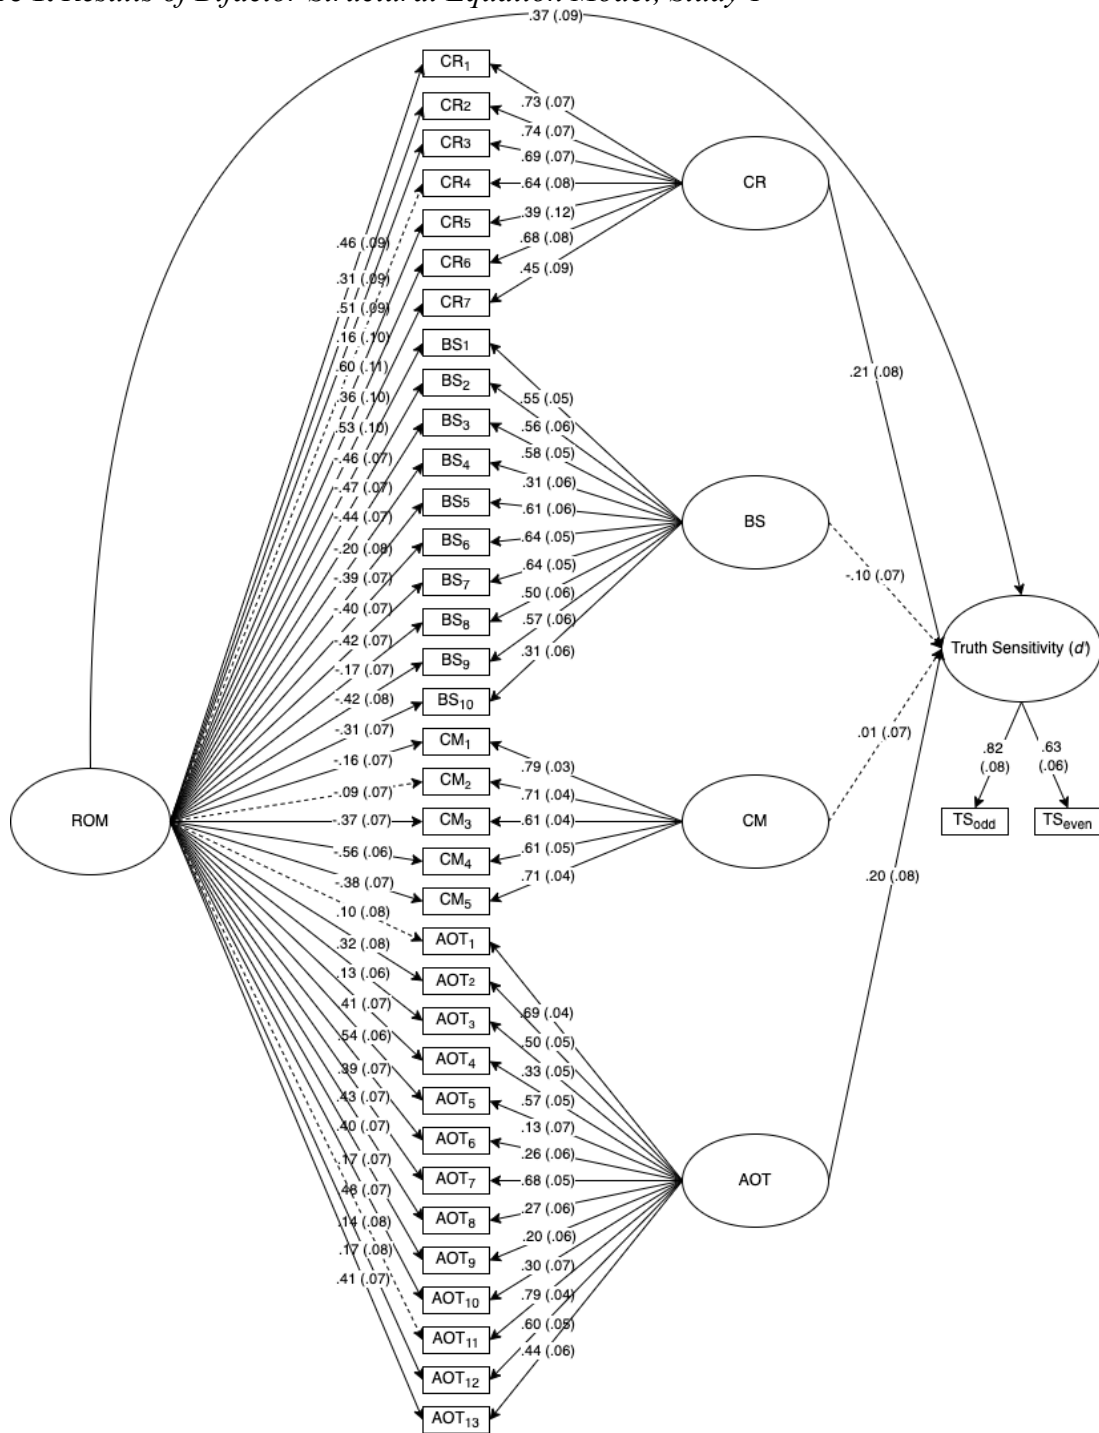 1. Results of Bifactor Structural Equation Model, Study 1
.37 (.09)
CR1
CR2
CR3
CR4
CR5
CR6
CR7
BS1
BS2
BS3
BS4
BS5
BS6
BS7
BS8
BS9
BS10
CM1
CM2
CM3
CM4
CM5
AOT1
AOT2
AOT3
AOT4
AOT5
AOT6
AOT7
AOT8
AOT9
AOT10
AOT11
AOT12
AOT13
ROM
.46 (.09)
.31 (.09)
.51 (.09)
.16 (.10)
.60 (.11)
.36 (.10)
.53 (.10)
-.46 (.07)
-.47 (.07)
-.44 (.07)
-.20 (.08)
-.39 (.07)
-.40 (.07)
-.42 (.07)
-.17 (.07)
-.42 (.08)
-.31 (.07)
-.16 (.07)
-.09 (.07)
-.37 (.07)
-.56 (.06)
-.38 (.07)
.10 (.08)
.32 (.08)
.13 (.06)
.41 (.07)
.54 (.06)
.39 (.07)
.43 (.07)
.40 (.07)
.17 (.07)
.48 (.07)
.14 (.08)
.17 (.08)
.41 (.07)
.73 (.07)
.74 (.07)
.69 (.07)
.64 (.08)
.39 (.12)
.68 (.08)
.45 (.09)
CR
.55 (.05)
.56 (.06)
.58 (.05)
.31 (.06)
.61 (.06)
.64 (.05)
.64 (.05)
.50 (.06)
.57 (.06)
.31 (.06)
BS
.79 (.03)
.71 (.04)
.61 (.04)
.61 (.05)
.71 (.04)
CM
.69 (.04)
.50 (.05)
.33 (.05)
.57 (.05)
.13 (.07)
.26 (.06)
.68 (.05)
.27 (.06)
.20 (.06)
.30 (.07)
.79 (.04)
.60 (.05)
.44 (.06)
AOT
.21 (.08)
-.10 (.07)
.01 (.07)
.20 (.08)
Truth Sensitivity (d')
.82
(.08)
.63
(.06)
TSodd
TSeven